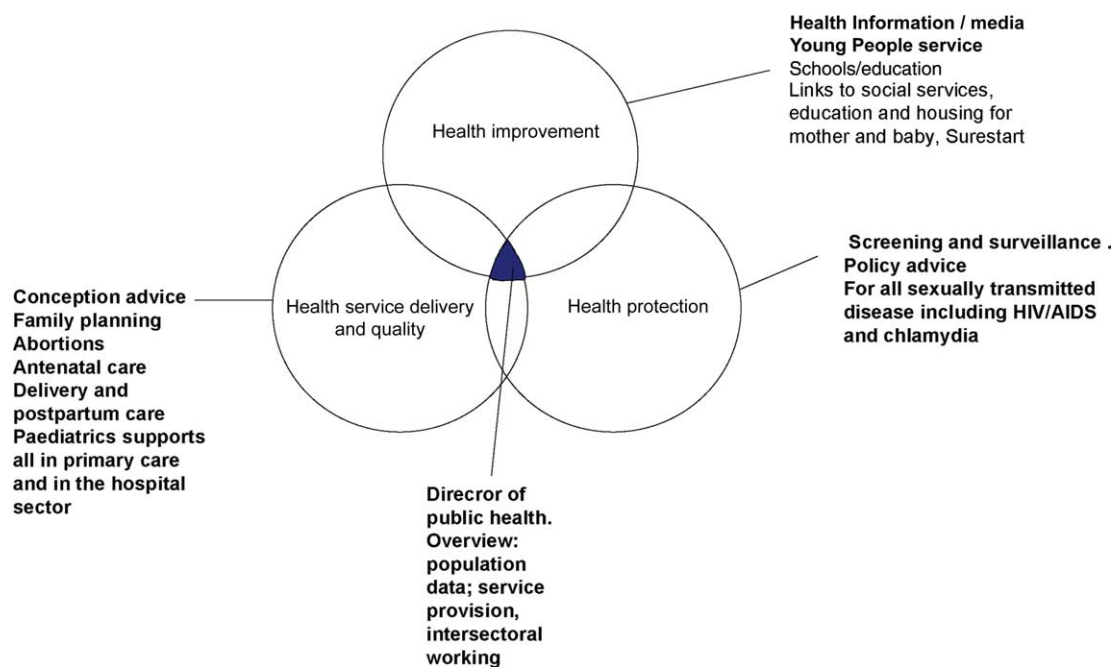 Health Information / media
Young People service
Schools/education
Links to social services,
education and housing for
mother and baby, Surestart
Health improvement
Screening and surveillance .
Policy advice
For all sexually transmitted
disease including HIV/AIDS
and chlamydia
Health protection
Health service delivery
and quality
Conception advice
Family planning
Abortions
Antenatal care
Delivery and
postpartum care
Paediatrics supports
all in primary care
and in the hospital
sector
Direcror of
public health.
Overview:
population
data; service
provision,
intersectoral
working